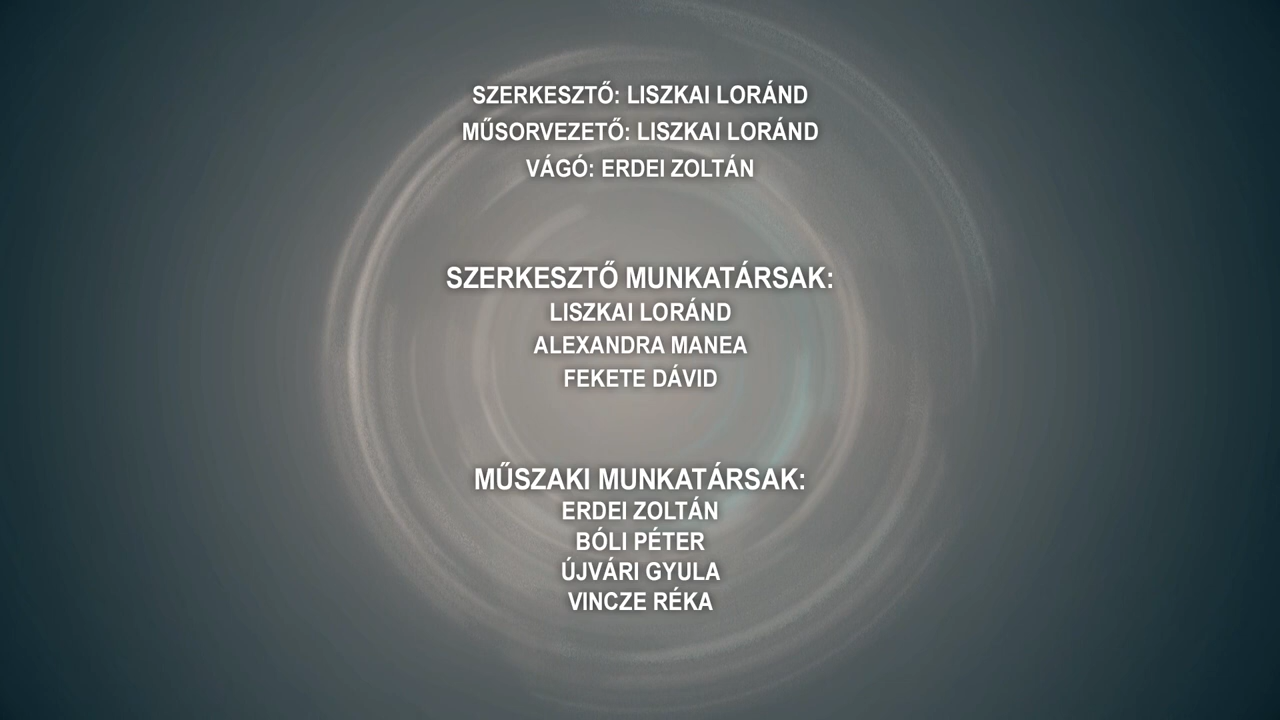 SZERKESZTŐ: LISZKAI LORÁND
MŰSORVEZETŐ: LISZKAI LORÁND
VÁGÓ: ERDEI ZOLTÁN
SZERKESZTŐ MUNKATÁRSAK:
LISZKAI LORÁND
ALEXANDRA MANEA
FEKETE DÁVID
MŰSZAKI MUNKATÁRSAK:
ERDEI ZOLTÁN
BÓLI PÉTER
ÚJVÁRI GYULA
VINCZE RÉKA